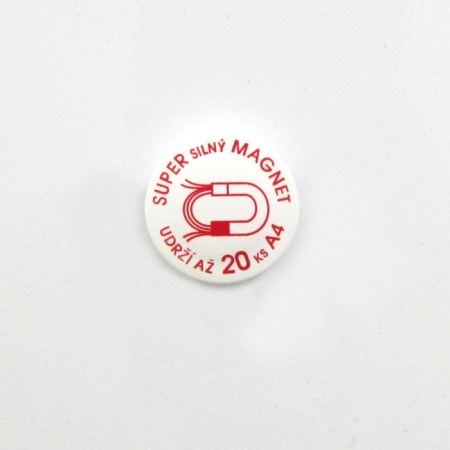 SUPER SILNÝ MAGNET
UDRŽÍ AŽ 20 KS A4